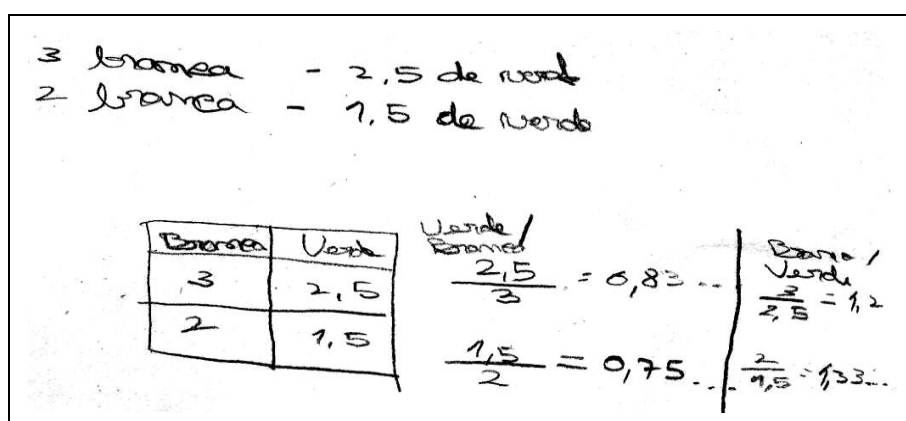 3 branca - 2,5 de verde
2 branca - 1,5 de verde
Branca Verde
3 2,5
2 1,5
Verde /
Branca
2,5/3 = 0,83...
1,5/2 = 0,75...
Branca /
Verde
3/2,5 = 1,2
2/1,5 = 1,33...